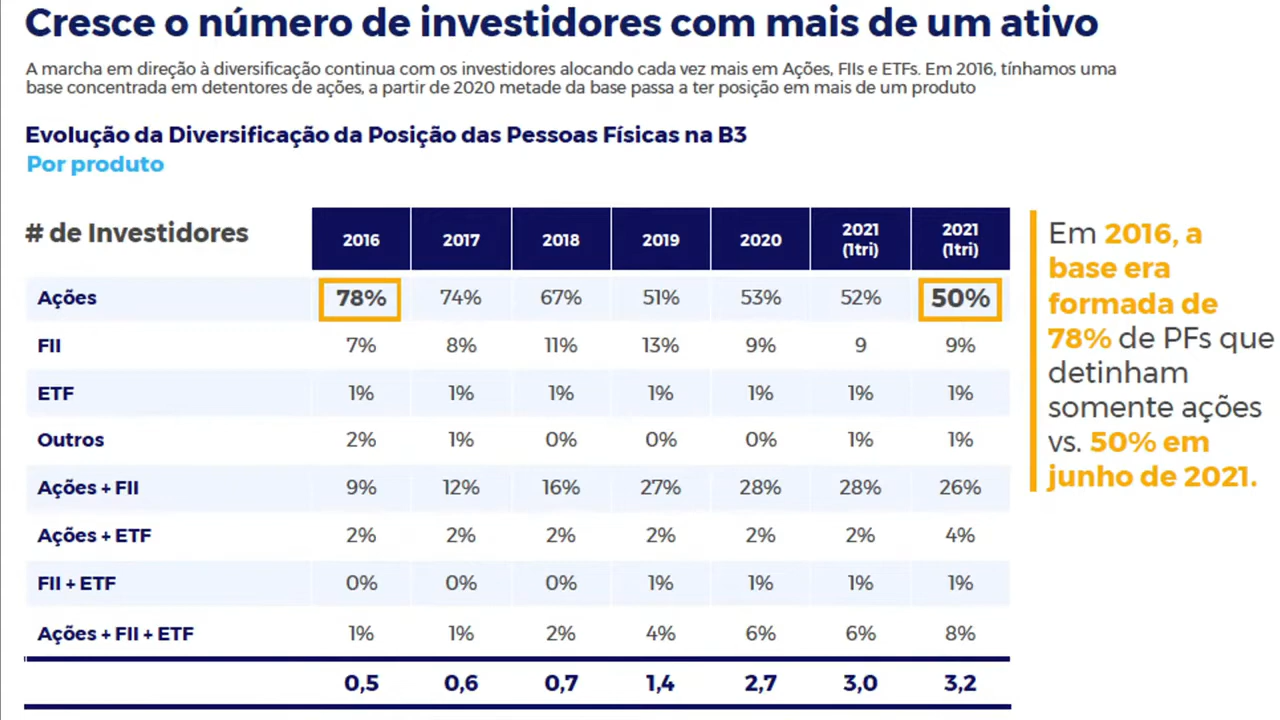 Cresce o número de investidores com mais de um ativo
A marcha em direção à diversificação continua com os investidores alocando cada vez mais em Ações, FIIs e ETFs. Em 2016, tínhamos uma
base concentrada em detentores de ações, a partir de 2020 metade da base passa a ter posição em mais de um produto
Evolução da Diversificação da Posição das Pessoas Físicas na B3
Por produto
# de Investidores 2016 2017 2018 2019 2020 2021 (1tri) 2021 (1tri)
Ações 78% 74% 67% 51% 53% 52% 50%
FII 7% 8% 11% 13% 9% 9 9%
ETF 1% 1% 1% 1% 1% 1% 1%
Outros 2% 1% 0% 0% 0% 1% 1%
Ações + FII 9% 12% 16% 27% 28% 28% 26%
Ações + ETF 2% 2% 2% 2% 2% 2% 4%
FII + ETF 0% 0% 0% 1% 1% 1% 1%
Ações + FII + ETF 1% 1% 2% 4% 6% 6% 8%
0,5 0,6 0,7 1,4 2,7 3,0 3,2
Em 2016, a
base era
formada de
78% de PFs que
detinham
somente ações
vs. 50% em
junho de 2021.